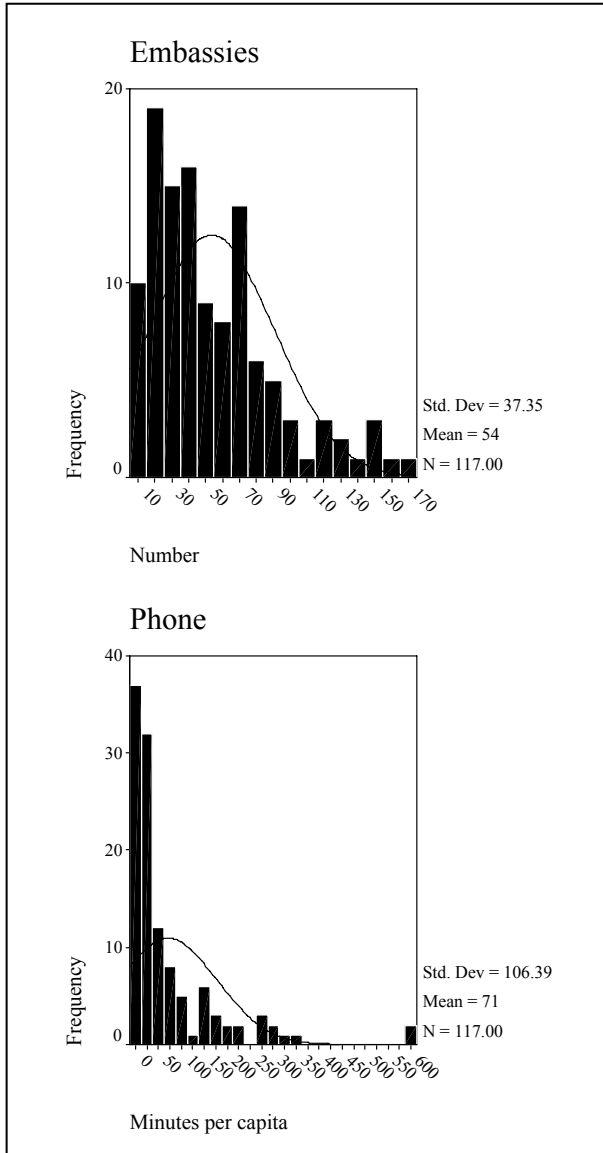 Embassies
20
10
0
Frequency
10 30 50 70 90 110 130 150 170
Number
Std. Dev = 37.35
Mean = 54
N = 117.00
Phone
40
30
20
10
0
Frequency
0 50 100 150 200 250 300 350 400 450 500 550 600
Minutes per capita
Std. Dev = 106.39
Mean = 71
N = 117.00